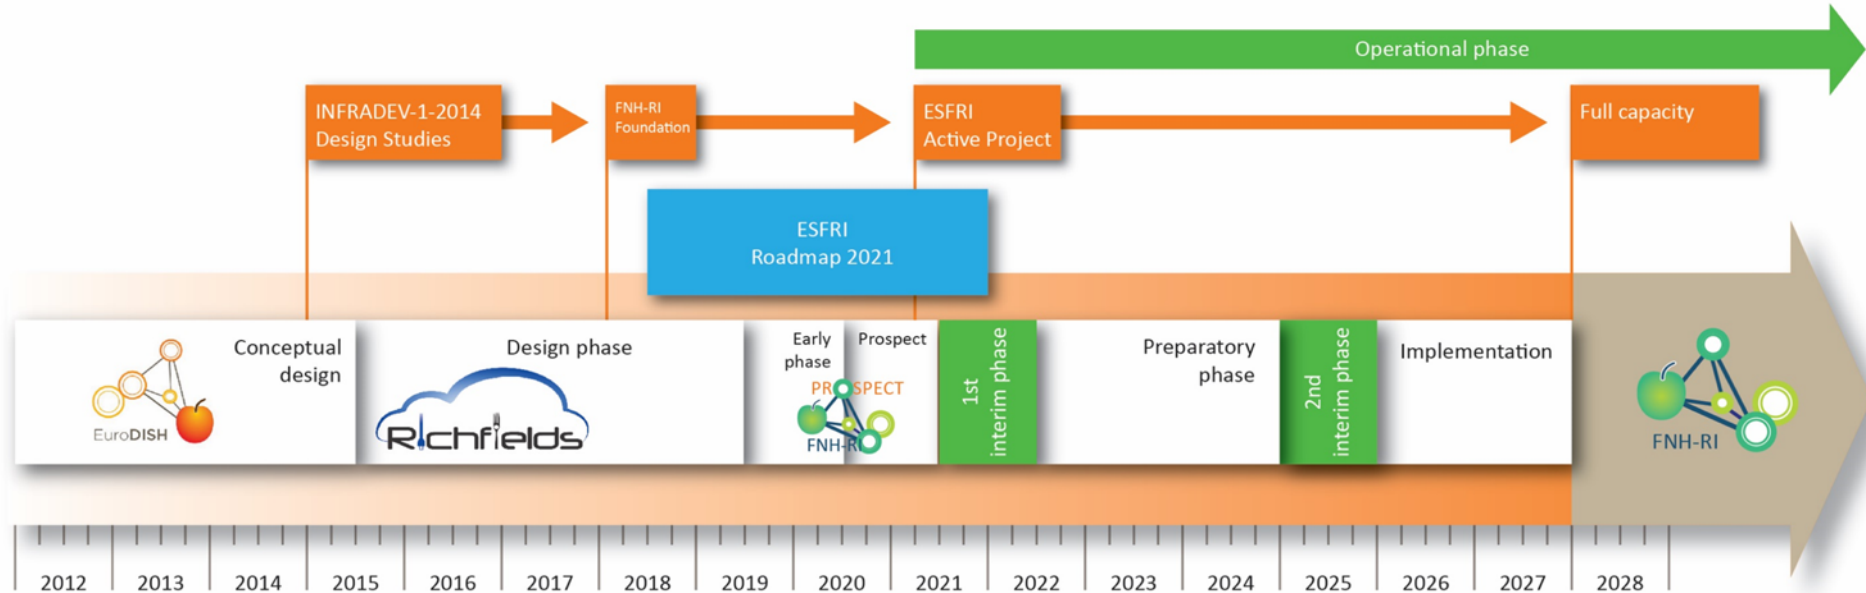 Operational phase
INFRADEV-1-2014
Design Studies
FNH-RI
Foundation
ESFRI
Active Project
Full capacity
ESFRI
Roadmap 2021
Conceptual
design
EuroDISH
Design phase
Richfields
Early
phase
Prospect
PROSPECT
FNH-RI
1st
interim phase
Preparatory
phase
2nd
interim phase
Implementation
FNH-RI
2012 2013 2014 2015 2016 2017 2018 2019 2020 2021 2022 2023 2024 2025 2026 2027 2028